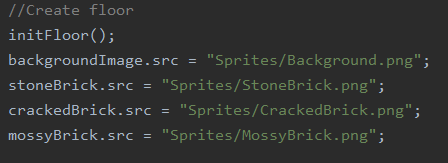 //Create floor
initFloor();
backgroundImage.src = "Sprites/Background.png";
stoneBrick.src = "Sprites/StoneBrick.png";
crackedBrick.src = "Sprites/CrackedBrick.png";
mossyBrick.src = "Sprites/MossyBrick.png";